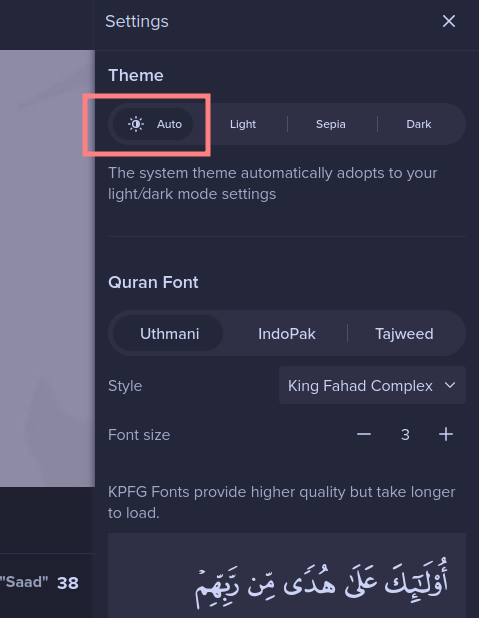 Settings
Theme
Auto Light Sepia Dark
The system theme automatically adopts to your
light/dark mode settings
Quran Font
Uthmani IndoPak Tajweed
Style King Fahad Complex
Font size 3
KPFG Fonts provide higher quality but take longer
to load.
أُوْلَـٰٓئِكَ عَلَىٰ هُدًى مِّن رَّبِّهِمْ
"Saad" 38